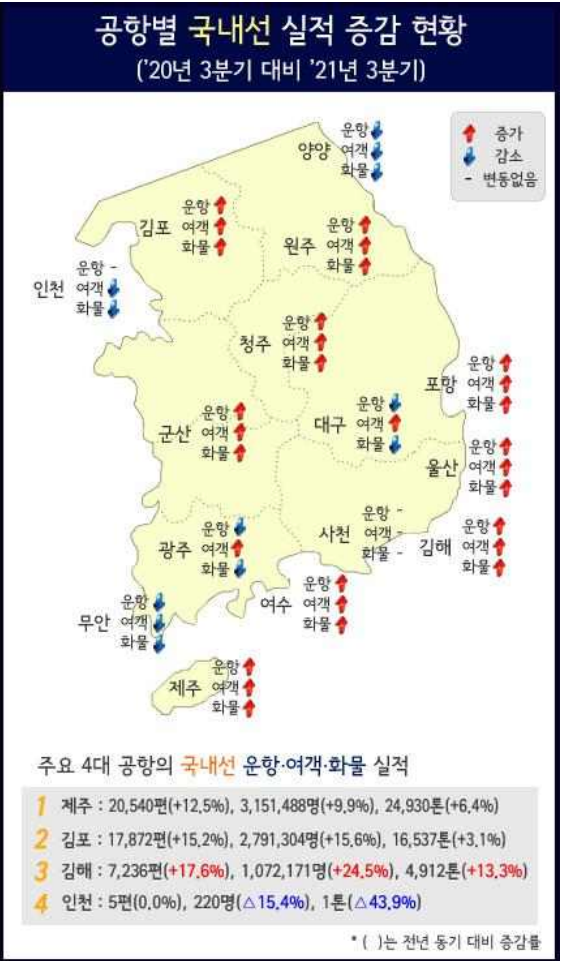 공항별 국내선 실적 증감 현황
('20년 3분기 대비 '21년 3분기)
증가
감소
- 변동없음
양양
운항
여객
화물
김포
운항
여객
화물
원주
운항
여객
화물
인천
운항 -
여객
화물
청주
운항
여객
화물
포항
운항
여객
화물
군산
운항
여객
화물
대구
운항
여객
화물
울산
운항
여객
화물
광주
운항
여객
화물
사천
운항 -
여객 -
화물 -
김해
운항
여객
화물
무안
운항
여객
화물
여수
운항
여객
화물
제주
운항
여객
화물
주요 4대 공항의 국내선 운항·여객·화물 실적
1 제주 : 20,540편(+12.5%), 3,151,488명(+9.9%), 24,930톤(+6.4%)
2 김포 : 17,872편(+15.2%), 2,791,304명(+15.6%), 16,537톤(+3.1%)
3 김해 : 7,236편(+17.6%), 1,072,171명(+24.5%), 4,912톤(+13.3%)
4 인천 : 5편(0.0%), 220명(△15.4%), 1톤(△43.9%)
* ( )는 전년 동기 대비 증감률